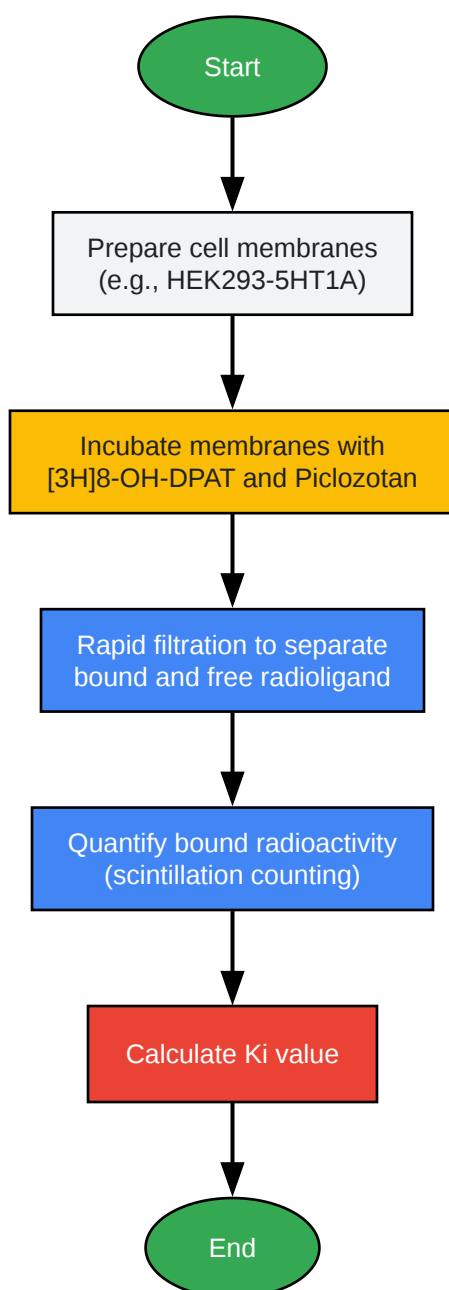 Start
Prepare cell membranes
(e.g., HEK293-5HT1A)
Incubate membranes with
[3H]8-OH-DPAT and Piclozotan
Rapid filtration to separate
bound and free radioligand
Quantify bound radioactivity
(scintillation counting)
Calculate Ki value
End